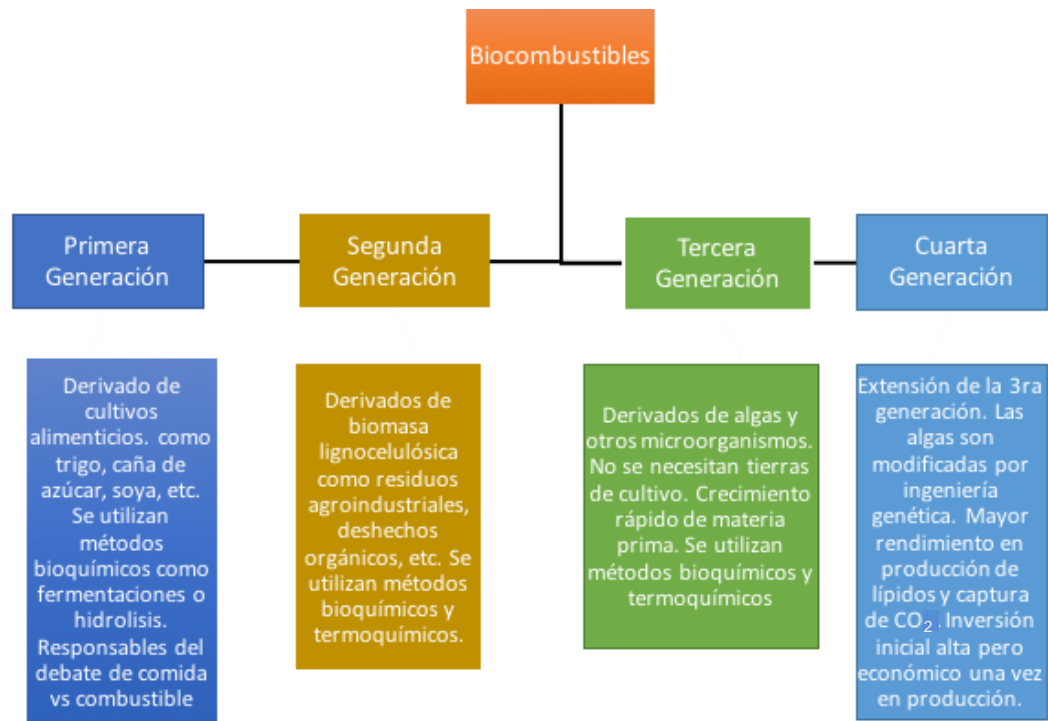 Biocombustibles
Primera
Generación
Segunda
Generación
Tercera
Generación
Cuarta
Generación
Derivado de
cultivos
alimenticios. como
trigo, caña de
azúcar, soya, etc.
Se utilizan
métodos
bioquímicos como
fermentaciones o
hidrolisis.
Responsables del
debate de comida
vs combustible
Derivados de
biomasa
lignocelulósica
como residuos
agroindustriales,
deshechos
orgánicos, etc. Se
utilizan métodos
bioquímicos y
termoquímicos.
Derivados de algas y
otros microorganismos.
No se necesitan tierras
de cultivo. Crecimiento
rápido de materia
prima. Se utilizan
métodos bioquímicos y
termoquímicos
Extensión de la 3ra
generación. Las
algas son
modificadas por
ingeniería
genética. Mayor
rendimiento en
producción de
lípidos y captura
de CO₂. Inversión
inicial alta pero
económico una vez
en producción.